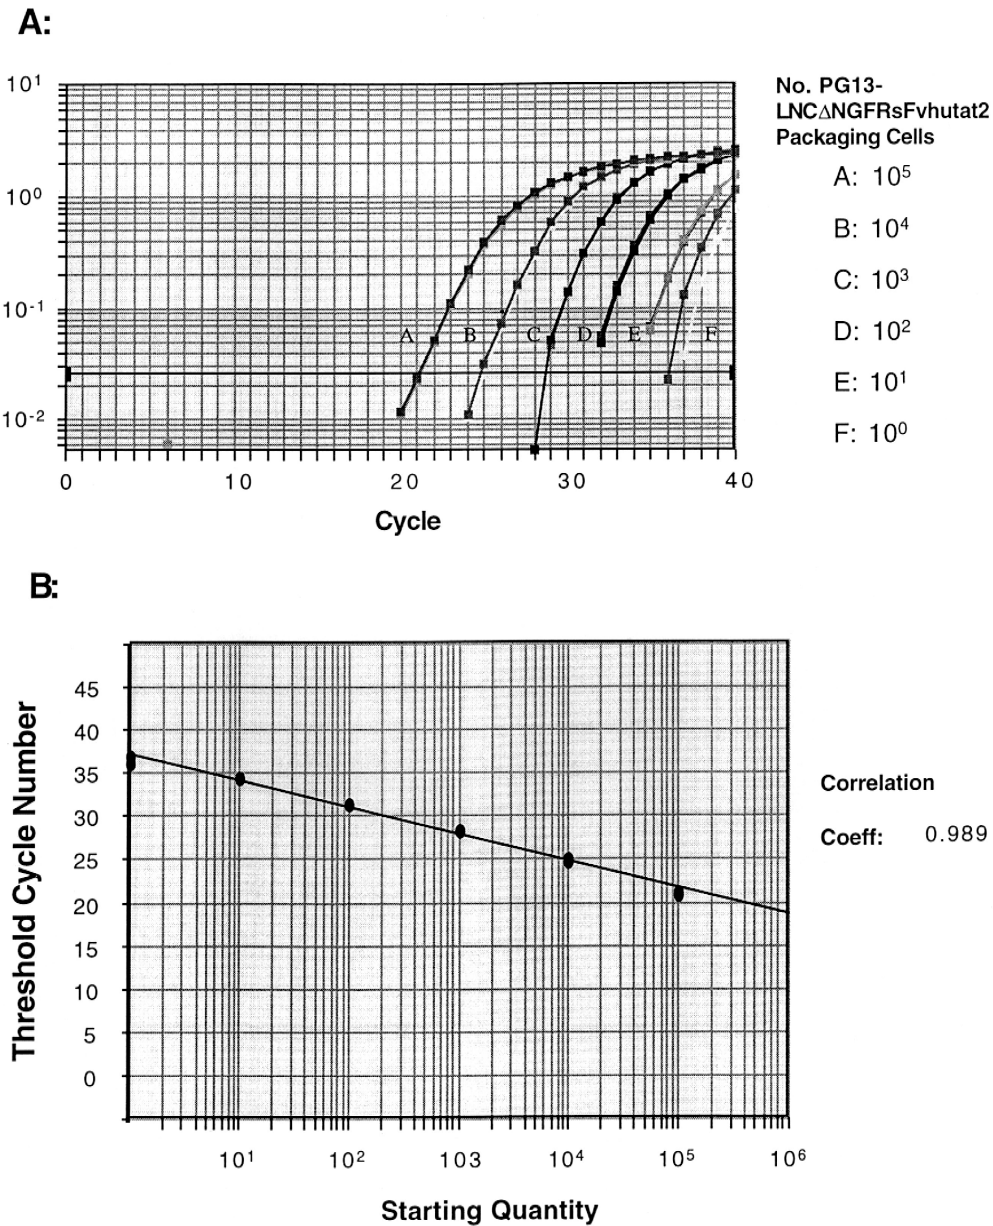 A:
10¹
10⁰
10⁻¹
10⁻²
A B C D E F
0 10 20 30 40
Cycle
No. PG13-
LNCΔNGFRsFvhutat2
Packaging Cells
A: 10⁵
B: 10⁴
C: 10³
D: 10²
E: 10¹
F: 10⁰
B:
Threshold Cycle Number
45
40
35
30
25
20
15
10
5
0
10¹ 10² 103 10⁴ 10⁵ 10⁶
Starting Quantity
Correlation
Coeff: 0.989